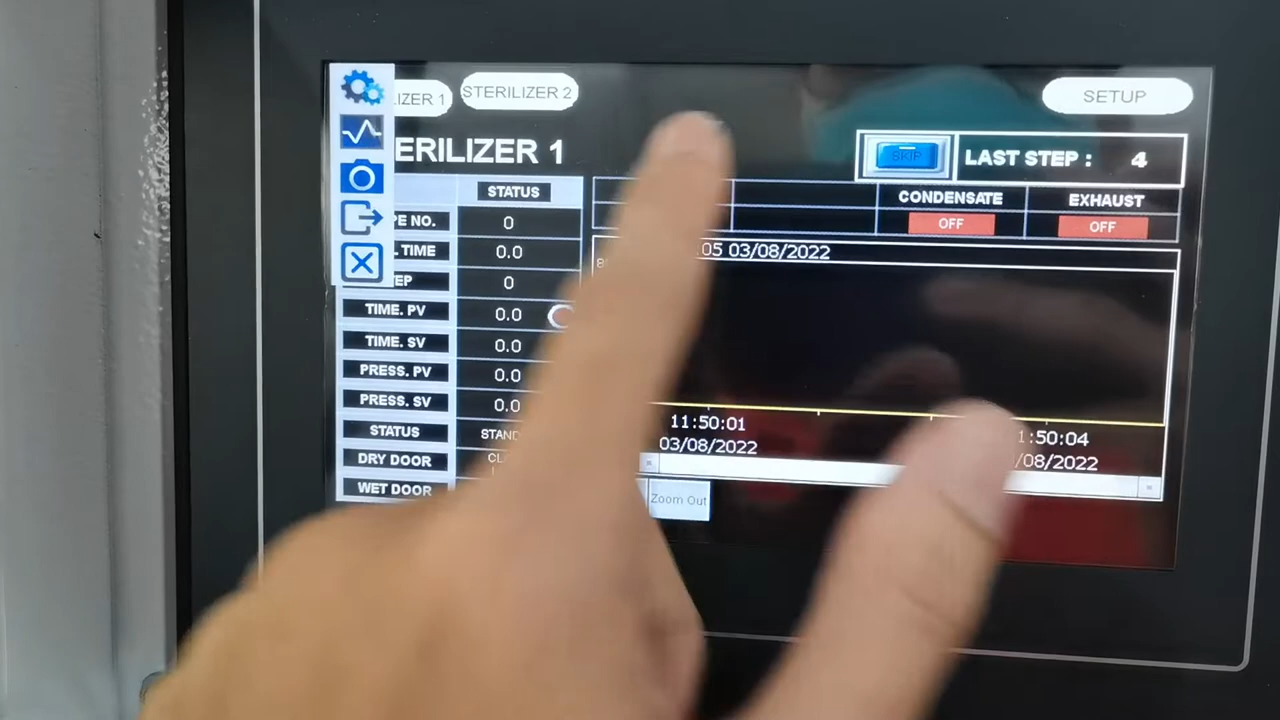 IZER 1
STERILIZER 2
SETUP
ERILIZER 1
SKIP
LAST STEP : 4
STATUS
CONDENSATE
EXHAUST
PE NO. 0
OFF
OFF
TIME 0.0
05 03/08/2022
EP 0
TIME. PV 0.0
TIME. SV 0.0
PRESS. PV 0.0
PRESS. SV 0.0
11:50:01
1:50:04
STATUS STAND
03/08/2022
/08/2022
DRY DOOR CL
WET DOOR
Zoom Out